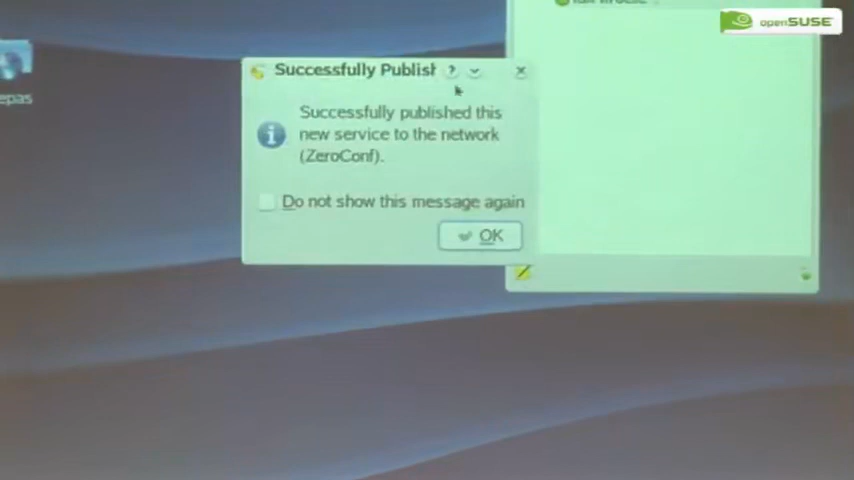 openSUSE
epas
Successfully Publish
Successfully published this
new service to the network
(ZeroConf).
Do not show this message again
OK